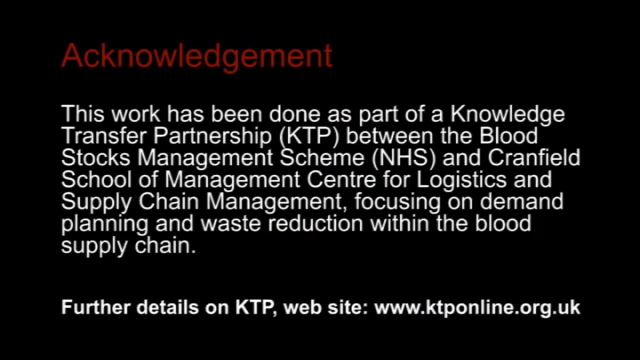 Acknowledgement
This work has been done as part of a Knowledge
Transfer Partnership (KTP) between the Blood
Stocks Management Scheme (NHS) and Cranfield
School of Management Centre for Logistics and
Supply Chain Management, focusing on demand
planning and waste reduction within the blood
supply chain.
Further details on KTP, web site: www.ktponline.org.uk